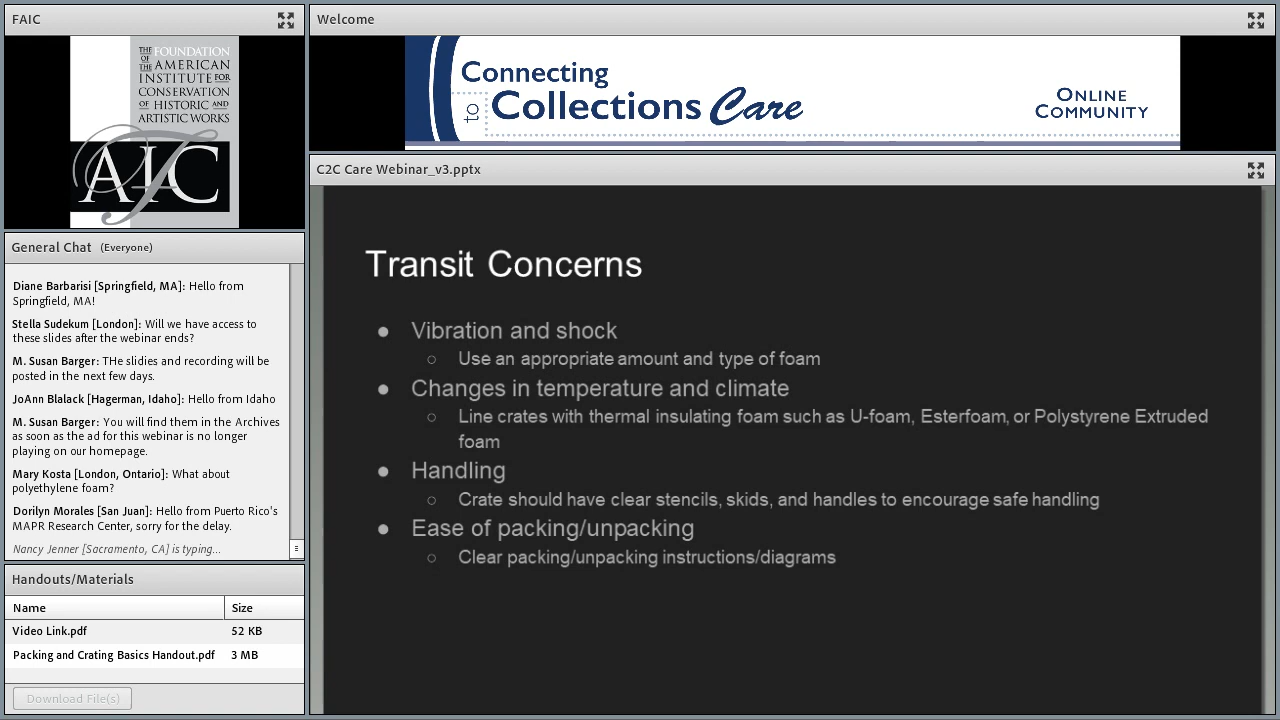 FAIC
THE FOUNDATION
OF THE AMERICAN
INSTITUTE FOR
CONSERVATION
OF HISTORIC AND
ARTISTIC WORKS
AIC
Welcome
Connecting
to Collections Care
ONLINE
COMMUNITY
General Chat (Everyone)
Diane Barbarisi [Springfield, MA]: Hello from
Springfield, MA!
Stella Sudekum [London]: Will we have access to
these slides after the webinar ends?
M. Susan Barger: THe slidies and recording will be
posted in the next few days.
JoAnn Blalack [Hagerman, Idaho]: Hello from Idaho
M. Susan Barger: You will find them in the Archives
as soon as the ad for this webinar is no longer
playing on our homepage.
Mary Kosta [London, Ontario]: What about
polyethylene foam?
Dorilyn Morales [San Juan]: Hello from Puerto Rico's
MAPR Research Center, sorry for the delay.
Nancy Jenner [Sacramento, CA] is typing...
Handouts/Materials
Name Size
Video Link.pdf 52 KB
Packing and Crating Basics Handout.pdf 3 MB
Download File(s)
C2C Care Webinar_v3.pptx
Transit Concerns
● Vibration and shock
○ Use an appropriate amount and type of foam
● Changes in temperature and climate
○ Line crates with thermal insulating foam such as U-foam, Esterfoam, or Polystyrene Extruded
foam
● Handling
○ Crate should have clear stencils, skids, and handles to encourage safe handling
● Ease of packing/unpacking
○ Clear packing/unpacking instructions/diagrams